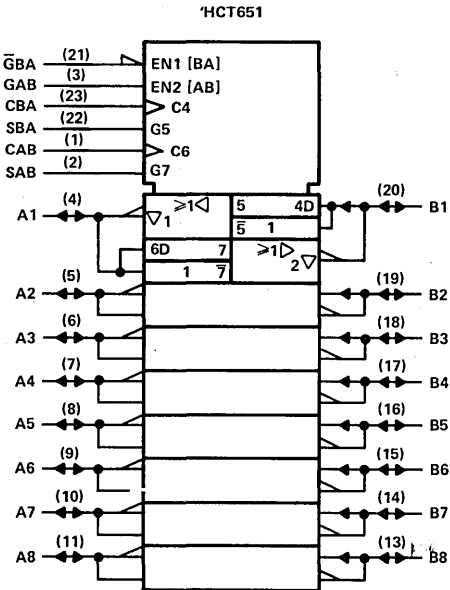 'HCT651
G̅BA (21) EN1 [BA]
GAB (3) EN2 [AB]
CBA (23) C4
SBA (22) G5
CAB (1) C6
SAB (2) G7
A1 (4) ▽1 ⩾1◁ 5 4D (20) B1
5̅ 1
6D 7 ⩾1▷
1 7̅ 2▽
A2 (5) (19) B2
A3 (6) (18) B3
A4 (7) (17) B4
A5 (8) (16) B5
A6 (9) (15) B6
A7 (10) (14) B7
A8 (11) (13) B8